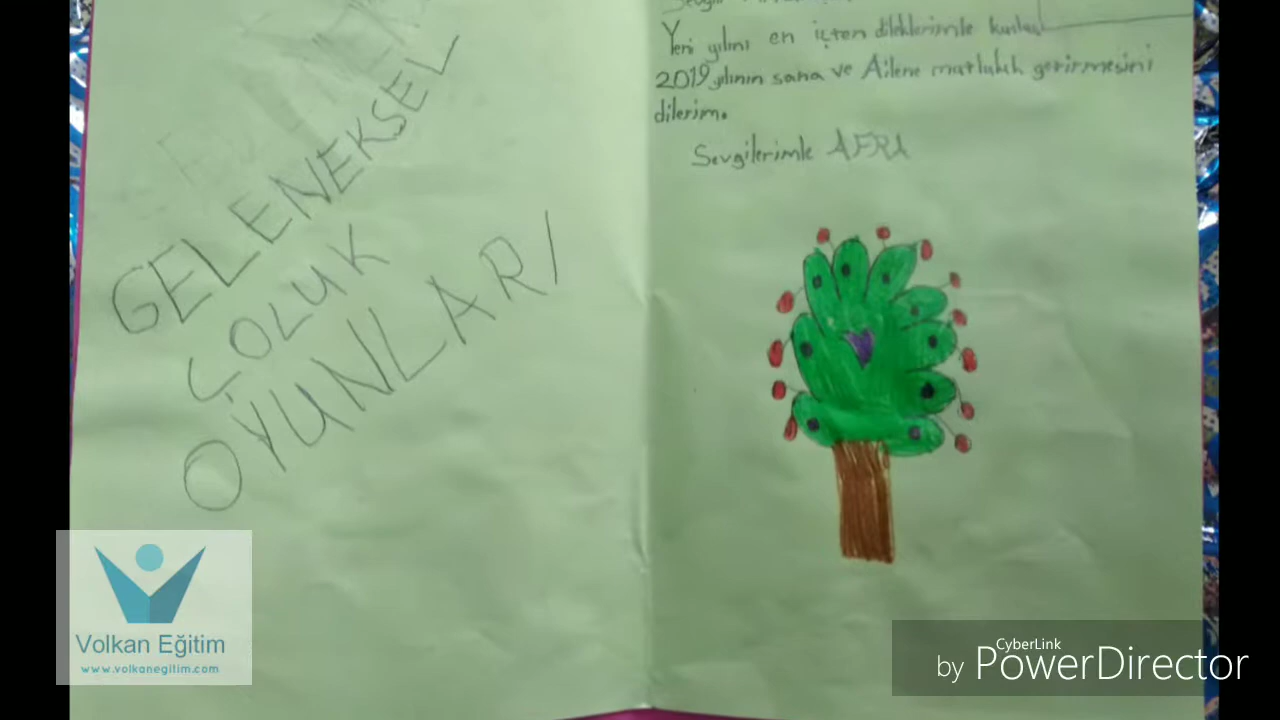 GELENEKSEL
ÇOLUK
OYUNLARI
Sevgili
Yeni yılını en içten dileklerimle kutlar
2019 yılının sana ve Ailene mutluluk getirmesini
dilerim.
Sevgilerimle AFRA
Volkan Eğitim
www.volkanegitim.com
CyberLink
by PowerDirector